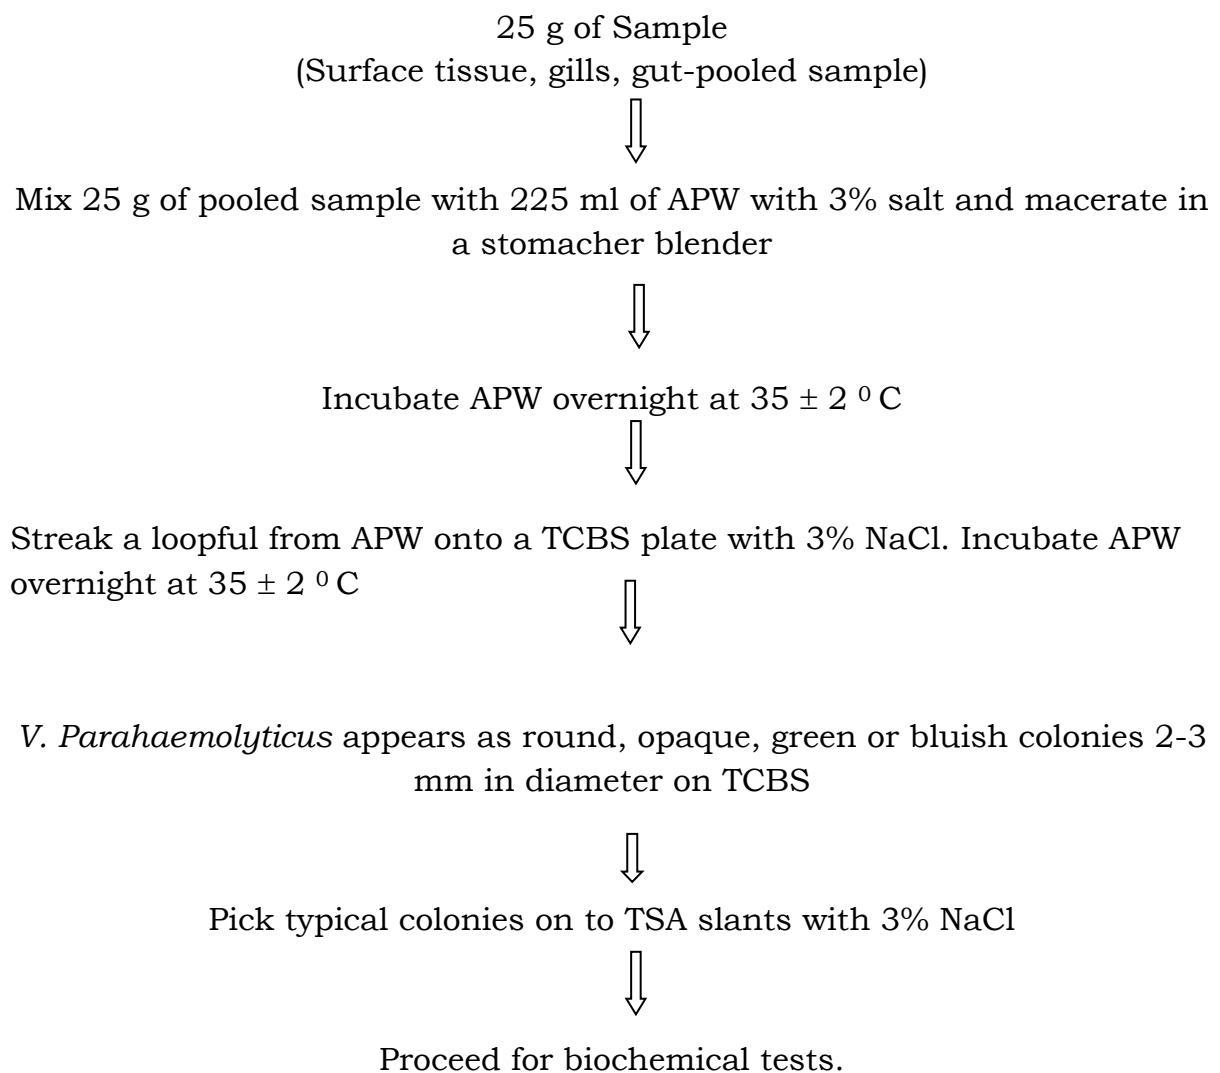 25 g of Sample
(Surface tissue, gills, gut-pooled sample)
Mix 25 g of pooled sample with 225 ml of APW with 3% salt and macerate in
a stomacher blender
Incubate APW overnight at 35 ± 2 ⁰ C
Streak a loopful from APW onto a TCBS plate with 3% NaCl. Incubate APW
overnight at 35 ± 2 ⁰ C
V. Parahaemolyticus appears as round, opaque, green or bluish colonies 2-3
mm in diameter on TCBS
Pick typical colonies on to TSA slants with 3% NaCl
Proceed for biochemical tests.